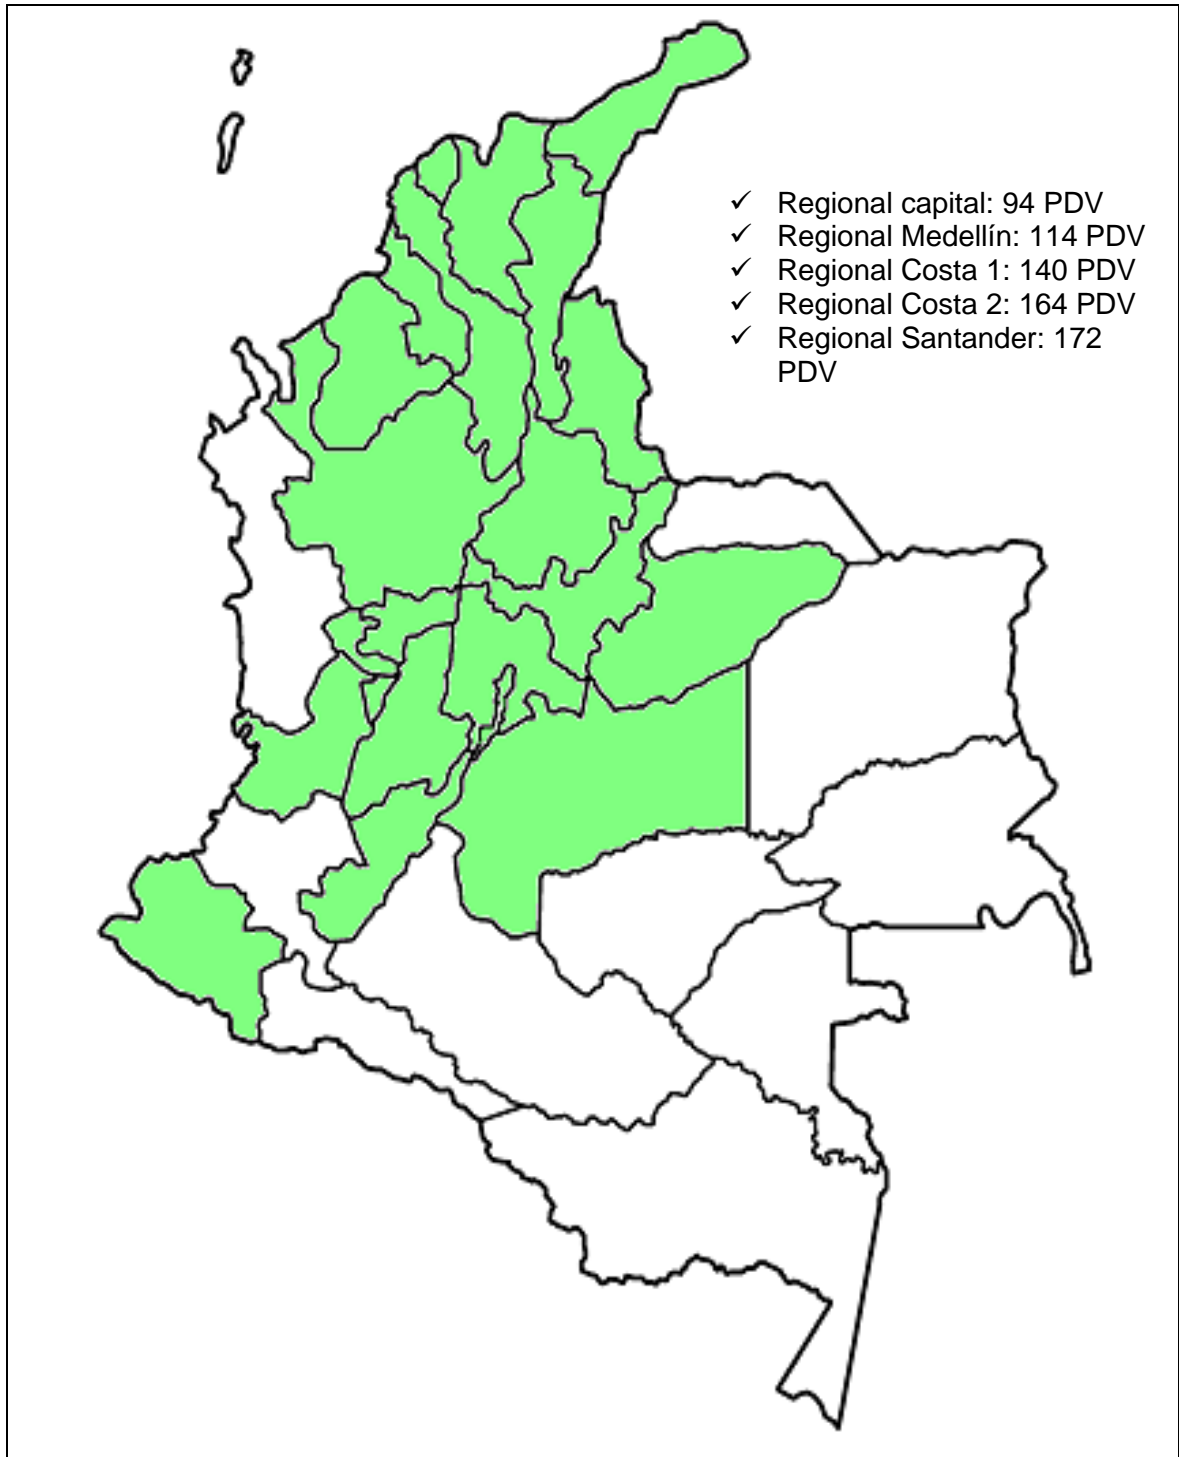 ✓ Regional capital: 94 PDV
✓ Regional Medellín: 114 PDV
✓ Regional Costa 1: 140 PDV
✓ Regional Costa 2: 164 PDV
✓ Regional Santander: 172
PDV